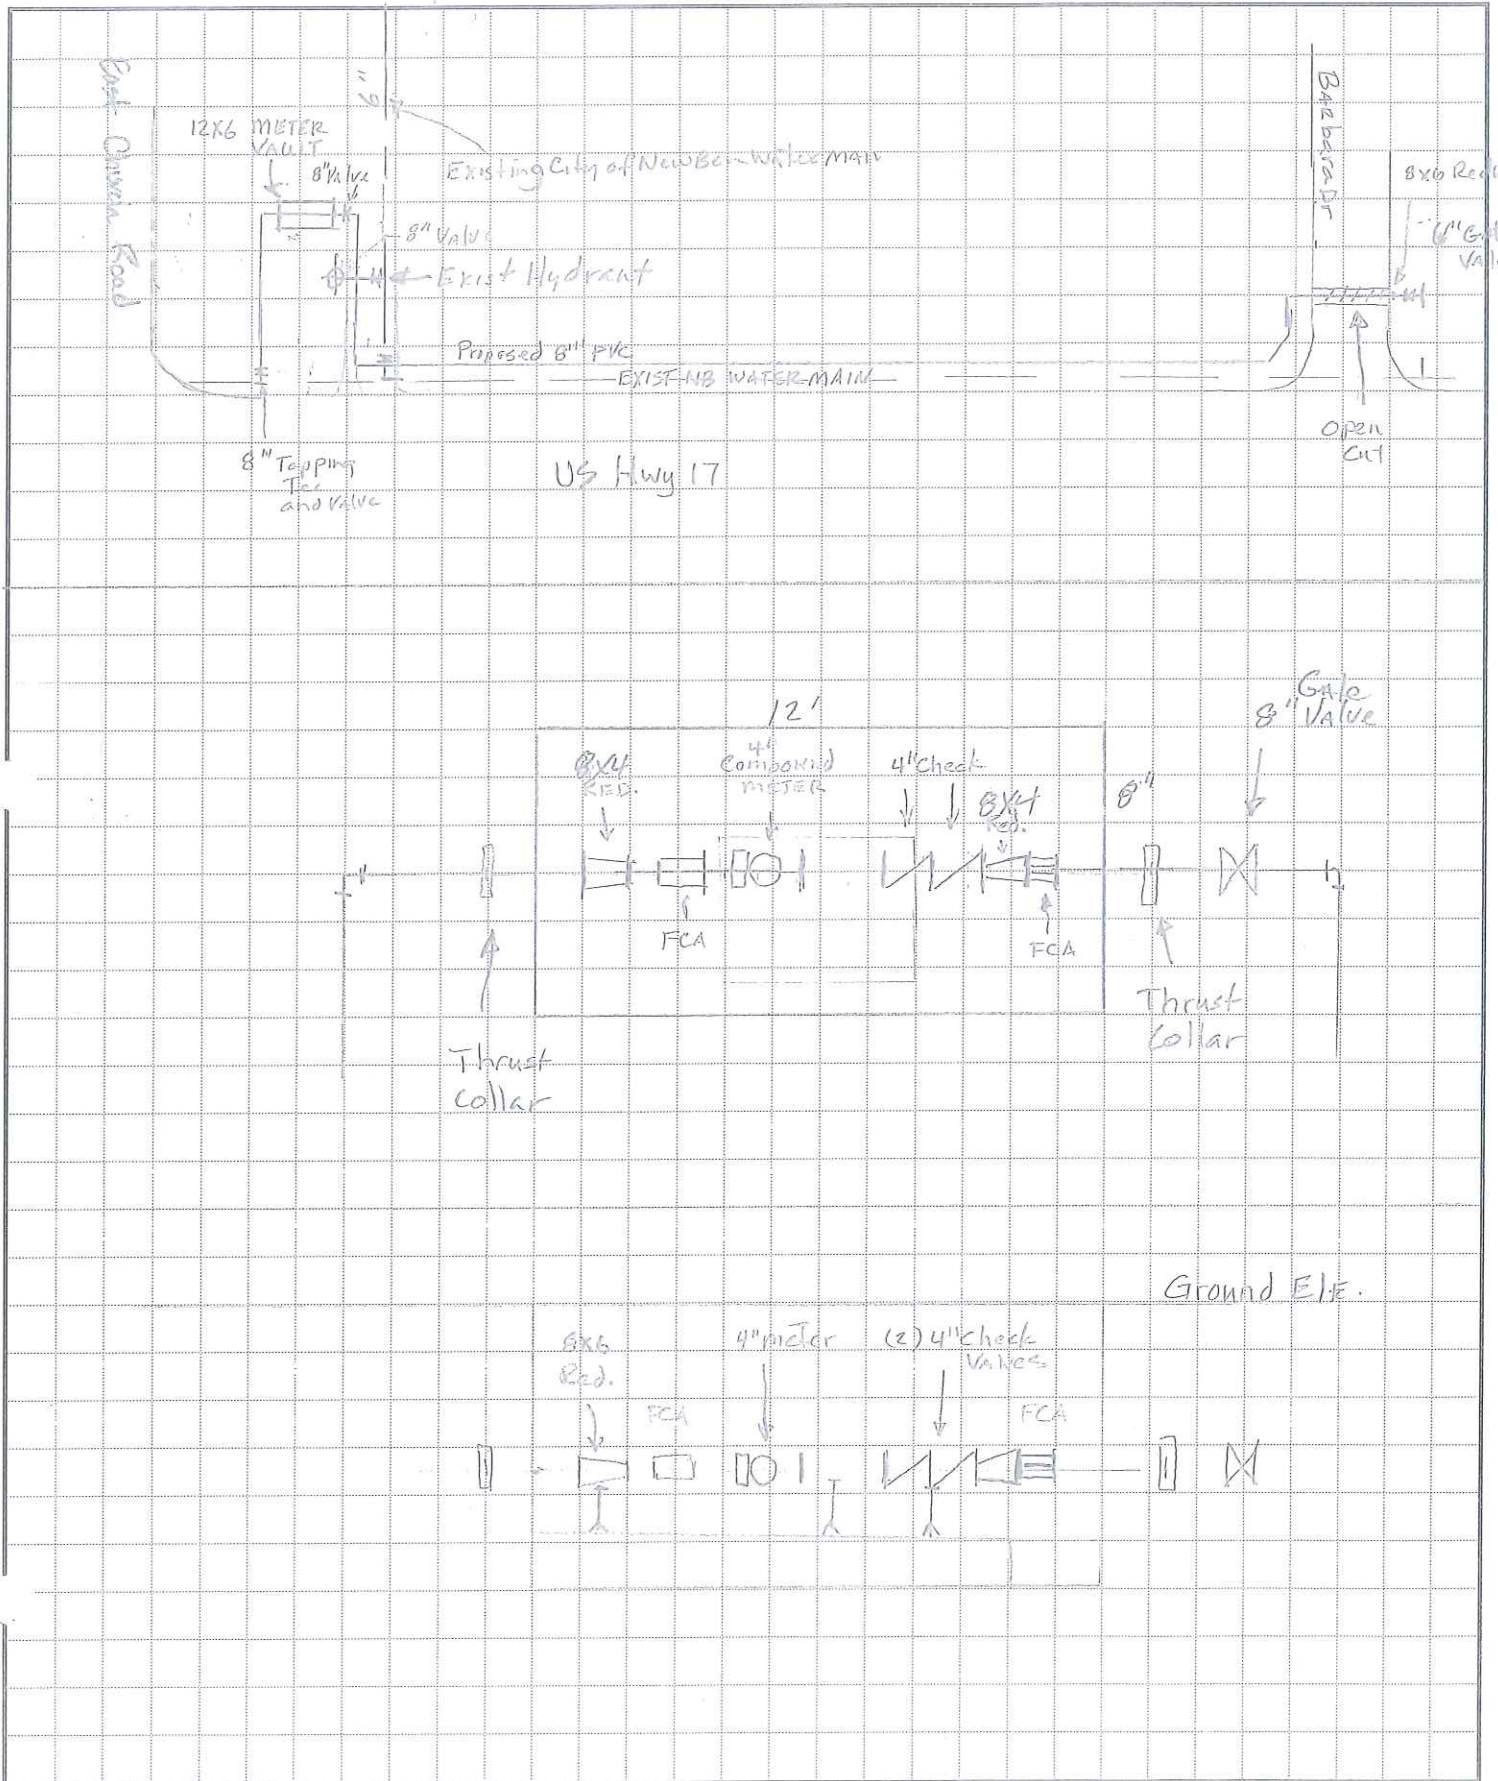 East
Road
12X6 METER
VAULT
8" Valve
6"
Existing City of New Bern Water MAIN
8" Valve
Exist Hydrant
Proposed 8" PVC
EXIST NB WATER MAIN
8" Tapping
Tee
and Valve
US Hwy 17
Barbara Dr
8x6 Red
6" Gate
Valve
Open
Cut
12'
8X4
RED.
4"
Compound
METER
4" Check
8X4
Red.
8"
Gate
8" Valve
FCA
FCA
Thrust
Collar
Thrust
Collar
Ground Ele.
8X6
Red.
4" meter
(2) 4" Check
Valves
FCA
FCA